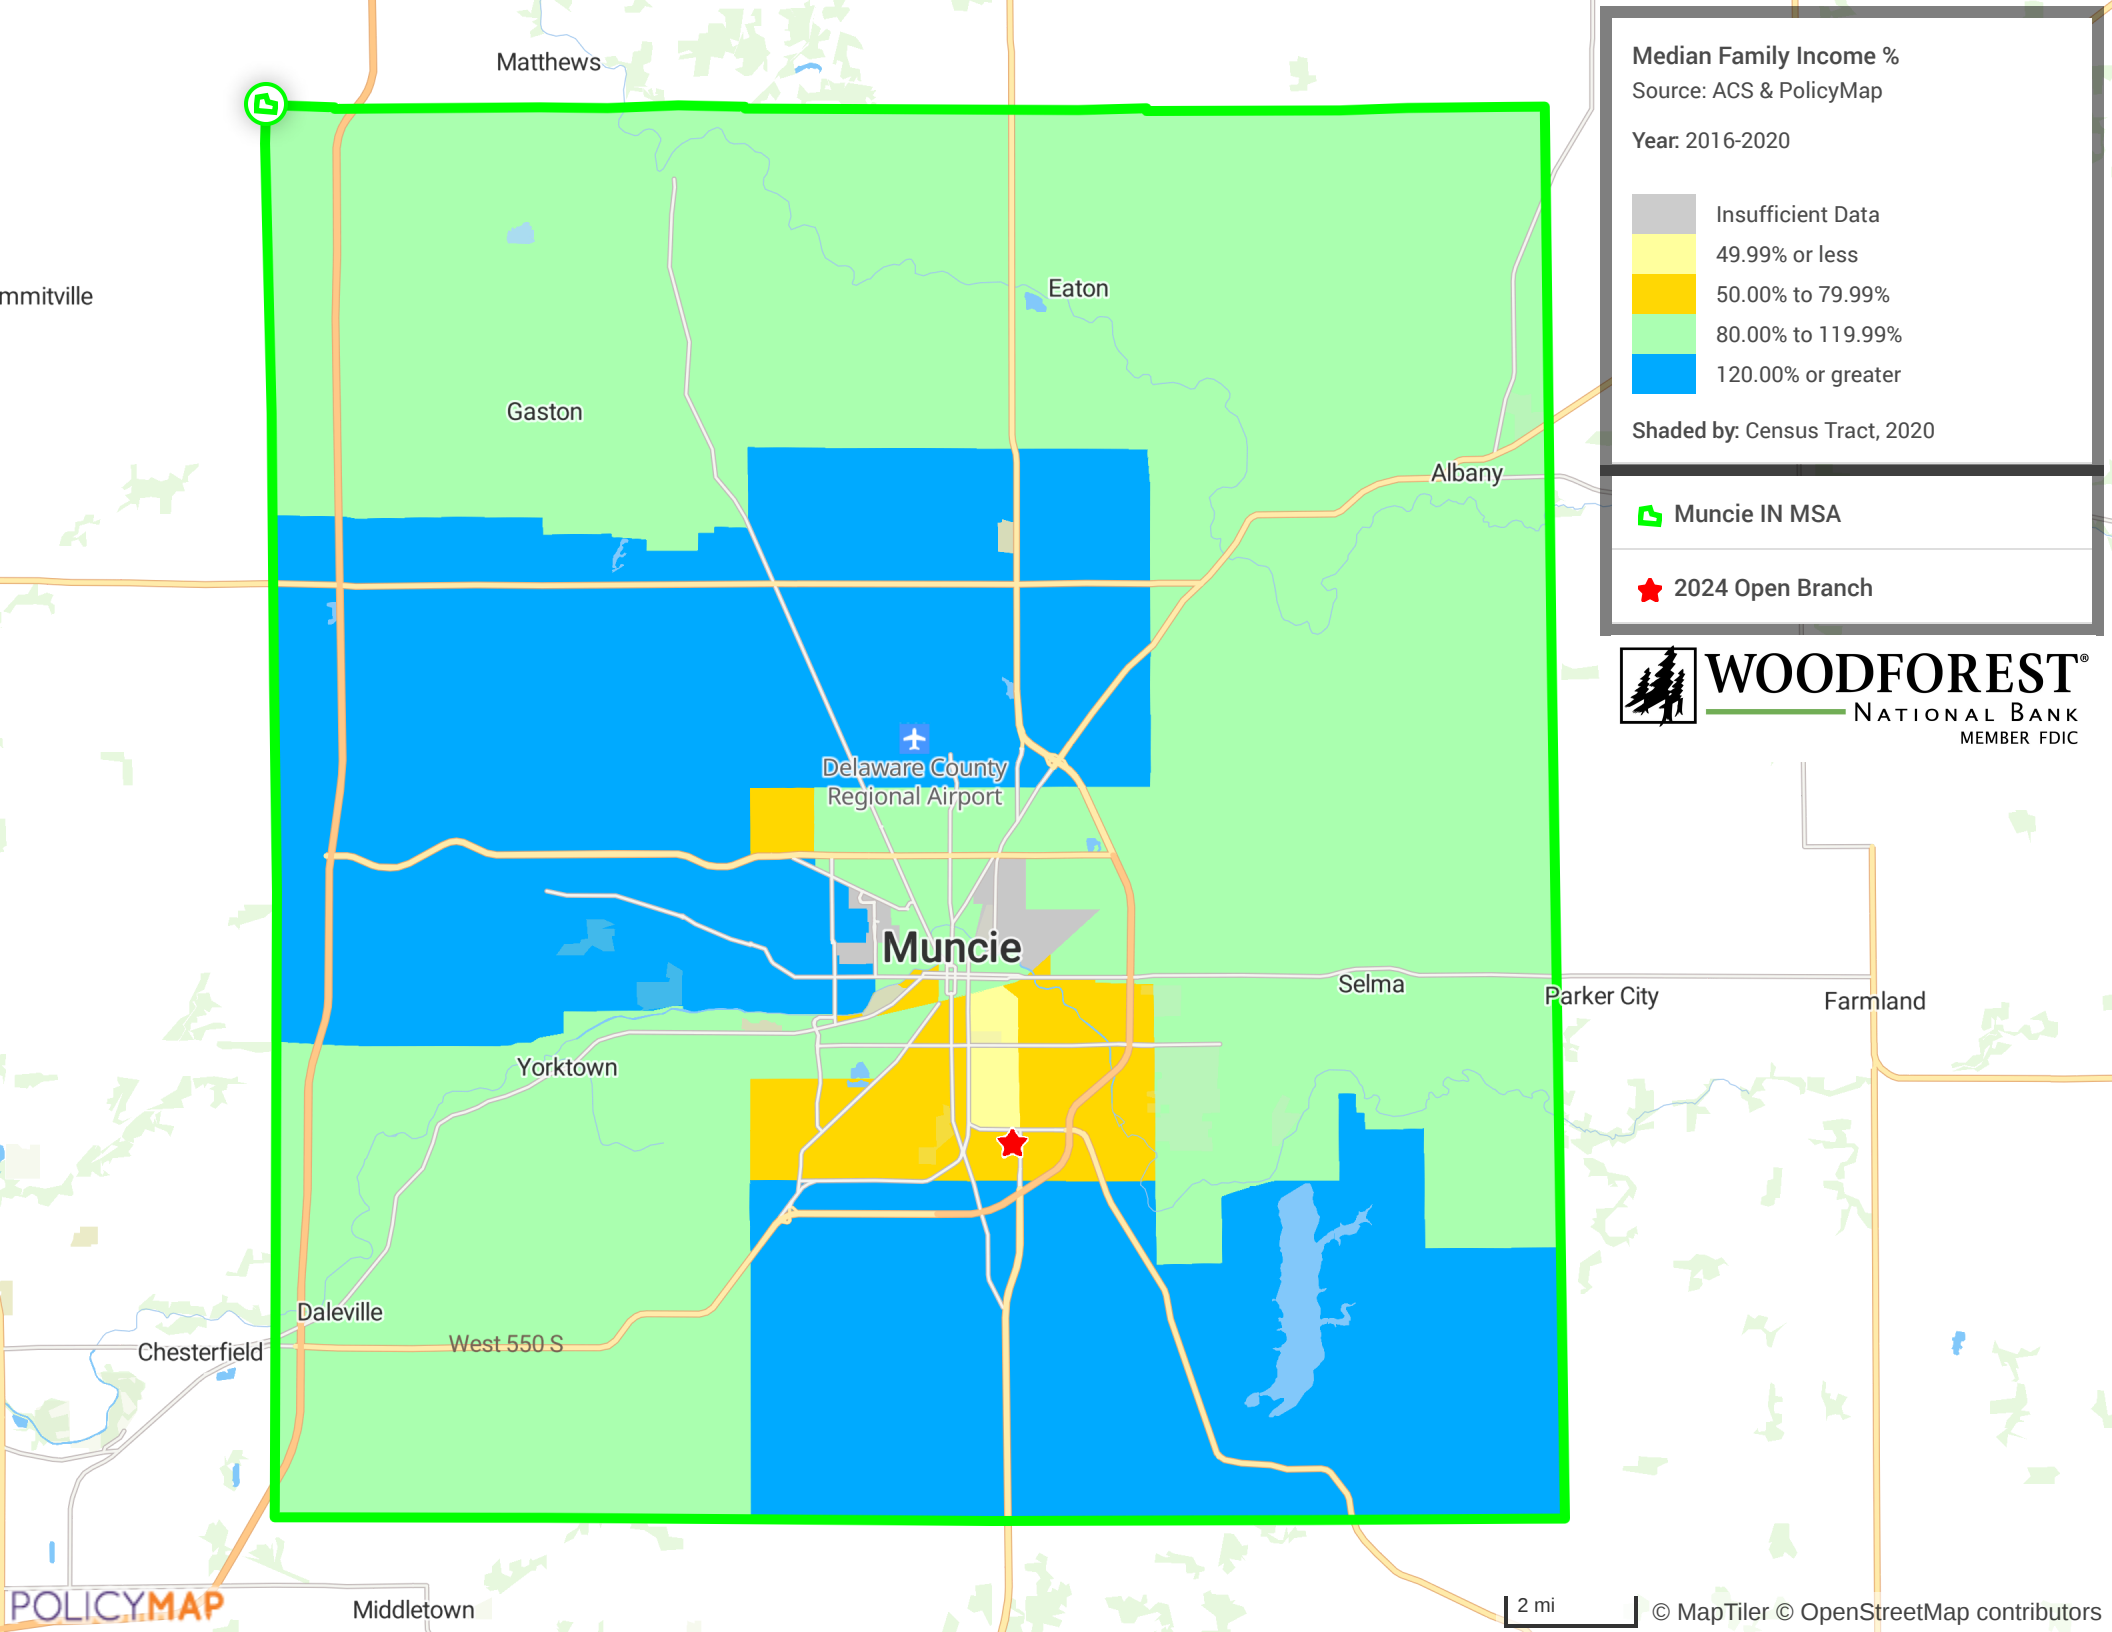 Matthews
mmitville
Eaton
Gaston
Albany
Delaware County
Regional Airport
Muncie
Selma
Parker City
Farmland
Yorktown
Daleville
Chesterfield
West 550 S
Middletown
POLICYMAP
Median Family Income %
Source: ACS & PolicyMap
Year: 2016-2020
Insufficient Data
49.99% or less
50.00% to 79.99%
80.00% to 119.99%
120.00% or greater
Shaded by: Census Tract, 2020
Muncie IN MSA
2024 Open Branch
WOODFOREST®
NATIONAL BANK
MEMBER FDIC
2 mi
© MapTiler © OpenStreetMap contributors